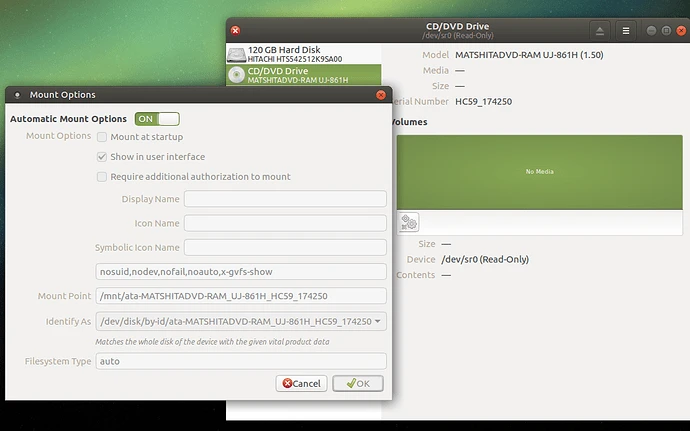 CD/DVD Drive
/dev/sr0 (Read-Only)
120 GB Hard Disk
HITACHI HTS542512K9SA00
CD/DVD Drive
MATSHITADVD-RAM UJ-861H
Model MATSHITADVD-RAM UJ-861H (1.50)
Media —
Size —
erial Number HC59_174250
Volumes
No Media
Size —
Device /dev/sr0 (Read-Only)
Contents —
Mount Options
Automatic Mount Options ON
Mount Options Mount at startup
Show in user interface
Require additional authorization to mount
Display Name
Icon Name
Symbolic Icon Name
nosuid,nodev,nofail,noauto,x-gvfs-show
Mount Point /mnt/ata-MATSHITADVD-RAM_UJ-861H_HC59_174250
Identify As /dev/disk/by-id/ata-MATSHITADVD-RAM_UJ-861H_HC59_174250
Matches the whole disk of the device with the given vital product data
Filesystem Type auto
Cancel OK